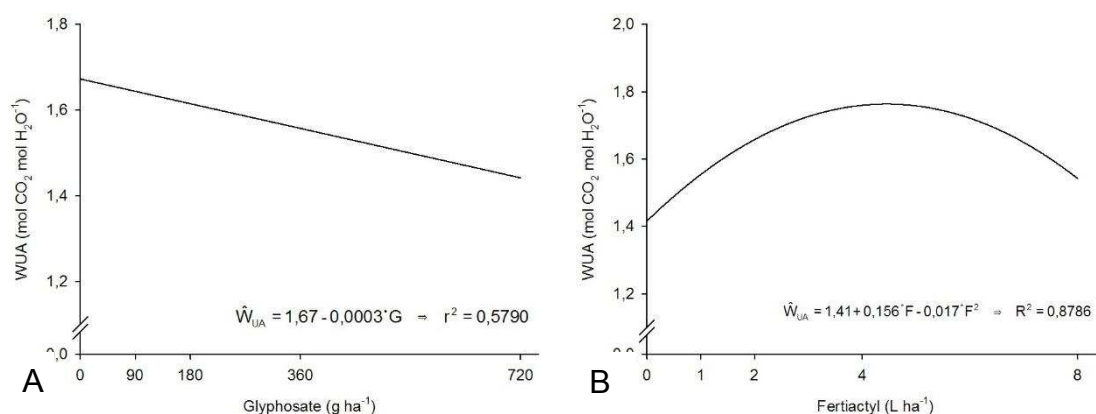 1,8
1,6
1,4
1,2
0,0
WUA (mol CO₂ mol H₂O⁻¹)
Ŵ_UA = 1,67 - 0,0003*G ⇒ r² = 0,5790
0 90 180 360 720
Glyphosate (g ha⁻¹)
A
2,0
1,8
1,6
1,4
1,2
0,0
WUA (mol CO₂ mol H₂O⁻¹)
Ŵ_UA = 1,41 + 0,156*F - 0,017*F² ⇒ R² = 0,8786
0 1 2 4 8
Fertiactyl (L ha⁻¹)
B